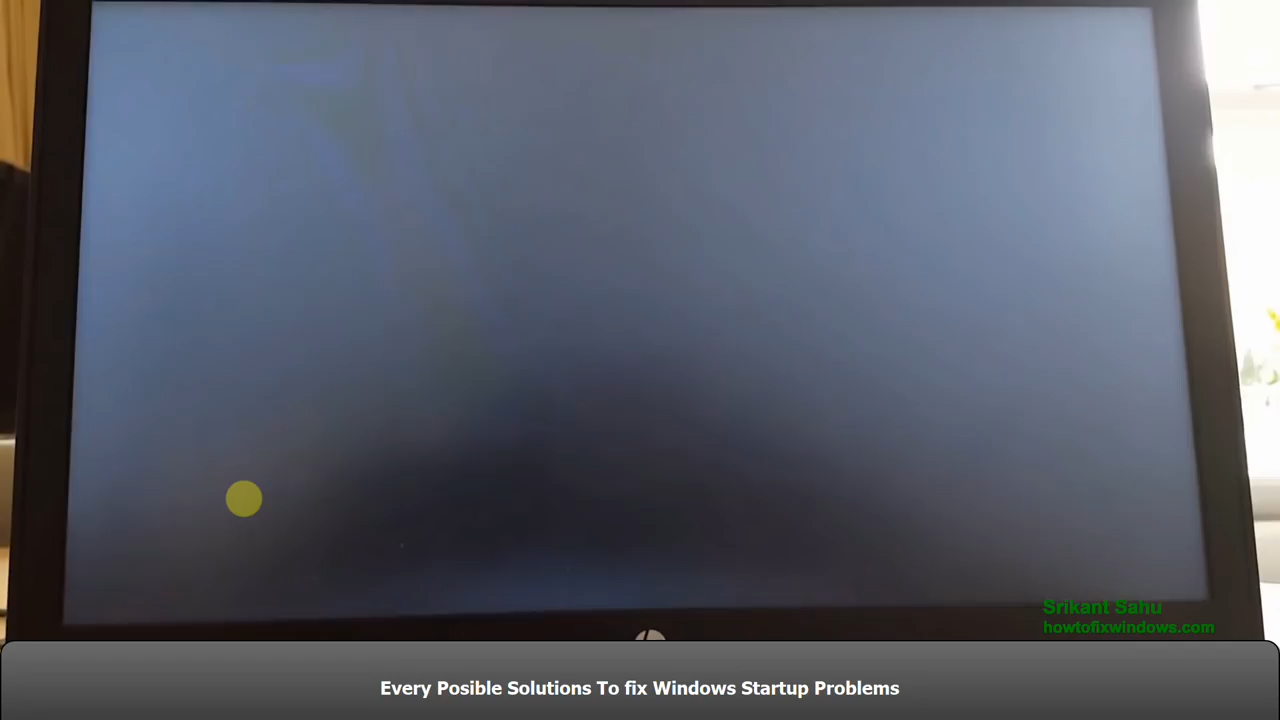 Srikant Sahu
howtofixwindows.com
Every Posible Solutions To fix Windows Startup Problems